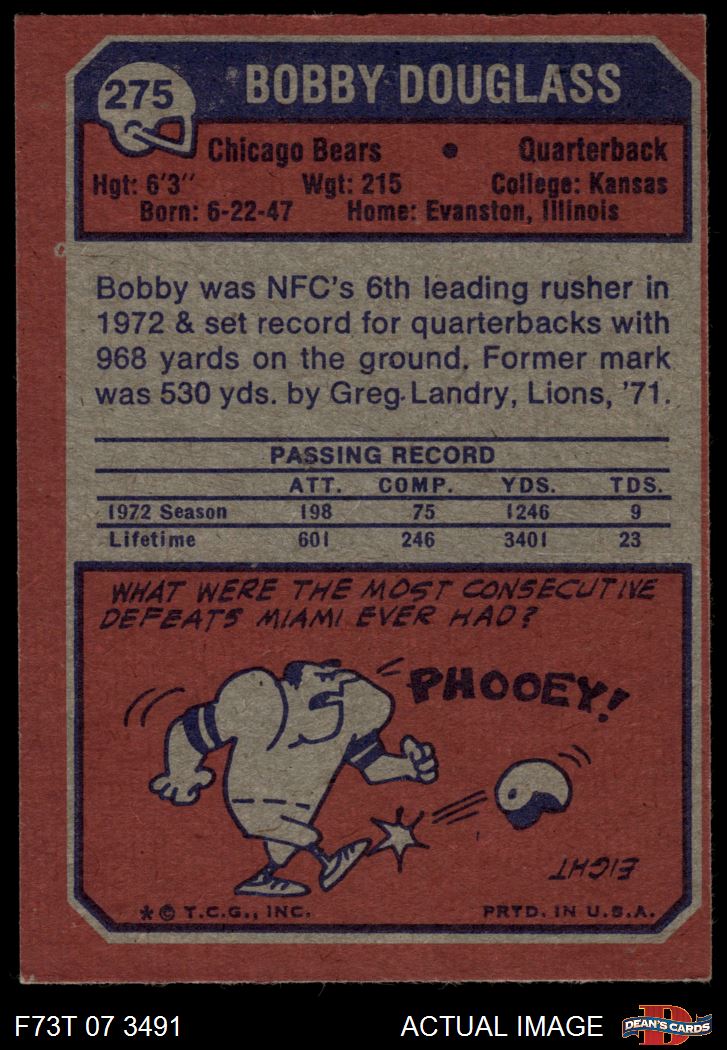 275
BOBBY DOUGLASS
Chicago Bears • Quarterback
Hgt: 6'3" Wgt: 215 College: Kansas
Born: 6-22-47 Home: Evanston, Illinois
Bobby was NFC's 6th leading rusher in
1972 & set record for quarterbacks with
968 yards on the ground. Former mark
was 530 yds. by Greg Landry, Lions, '71.
PASSING RECORD
ATT. COMP. YDS. TDS.
1972 Season 198 75 1246 9
Lifetime 601 246 3401 23
WHAT WERE THE MOST CONSECUTIVE
DEFEATS MIAMI EVER HAD?
PHOOEY!
EIGHT
*© T.C.G., INC. PRTD. IN U.S.A.
F73T 07 3491 ACTUAL IMAGE
D
DEAN'S CARDS